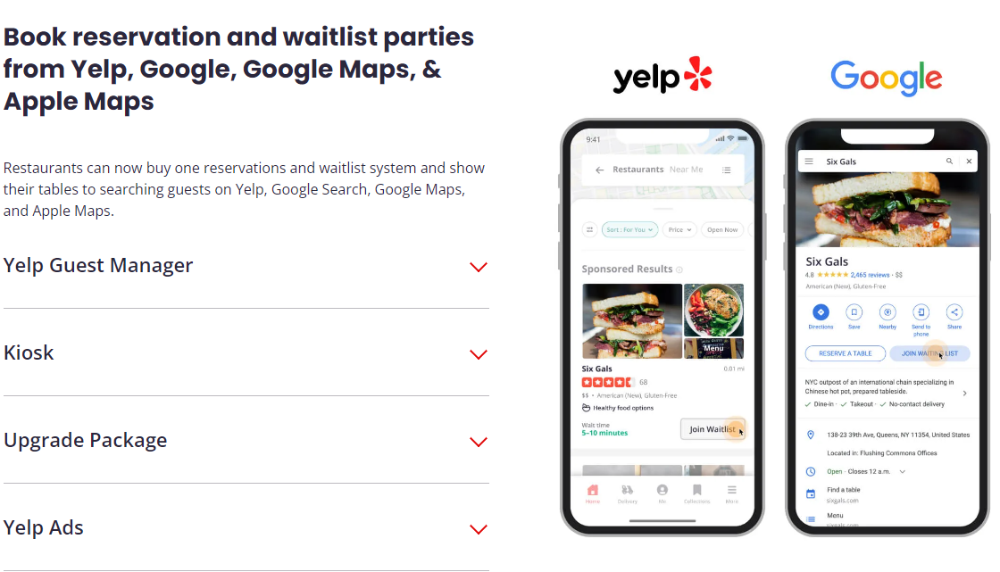 Book reservation and waitlist parties
from Yelp, Google, Google Maps, &
Apple Maps
Restaurants can now buy one reservations and waitlist system and show
their tables to searching guests on Yelp, Google Search, Google Maps,
and Apple Maps.
Yelp Guest Manager
Kiosk
Upgrade Package
Yelp Ads
yelp
9:41
Restaurants Near Me
Sort : For You
Price
Open Now
Sponsored Results
Menu
Six Gals
0.01 mi
68
$$ • American (New), Gluten-Free
Healthy food options
Wait time
5–10 minutes
Join Waitlist
Home
Delivery
Me
Collections
More
Google
Six Gals
Six Gals
4.8 2,465 reviews · $$
American (New), Gluten-Free
Directions
Save
Nearby
Send to
phone
Share
RESERVE A TABLE
JOIN WAITING LIST
NYC outpost of an international chain specializing in
Chinese hot pot, prepared tableside.
Dine-in · Takeout · No-contact delivery
138-23 39th Ave, Queens, NY 11354, United States
Located in: Flushing Commons Offices
Open · Closes 12 a.m.
Find a table
sixgals.com
Menu
sixgals.com